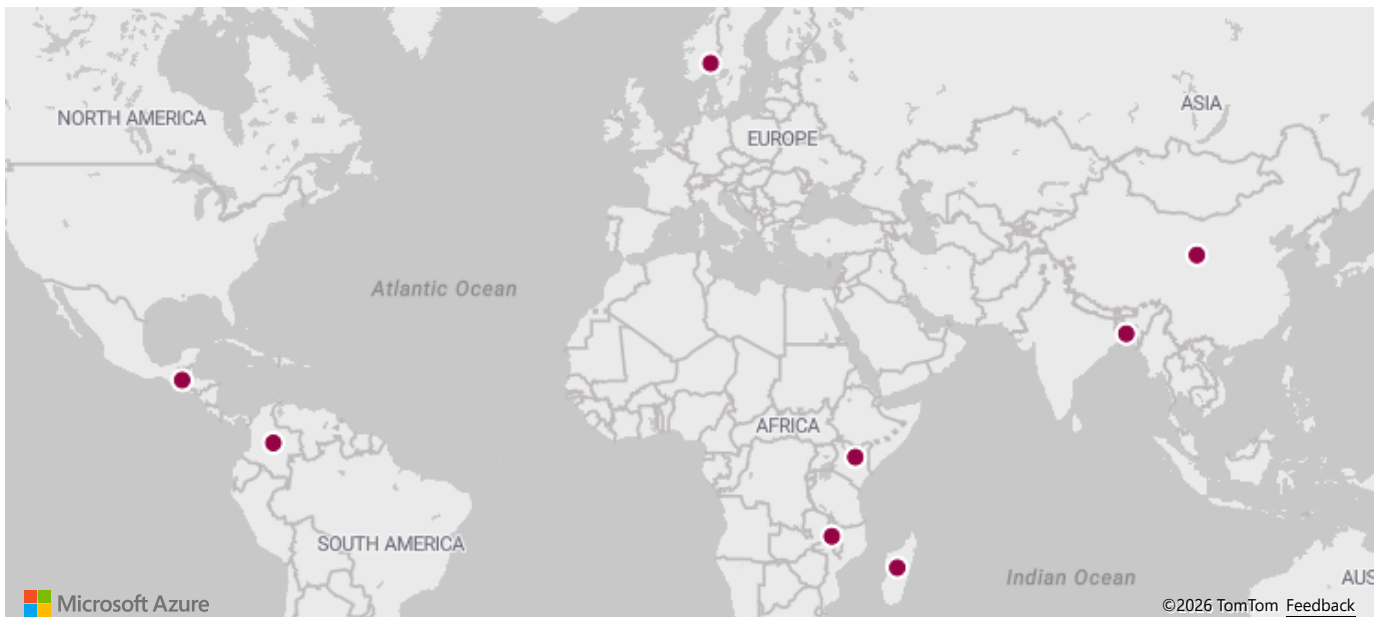 ASIA
NORTH AMERICA
EUROPE
Atlantic Ocean
AFRICA
SOUTH AMERICA
Indian Ocean
AUS
Microsoft Azure
©2026 TomTom Feedback